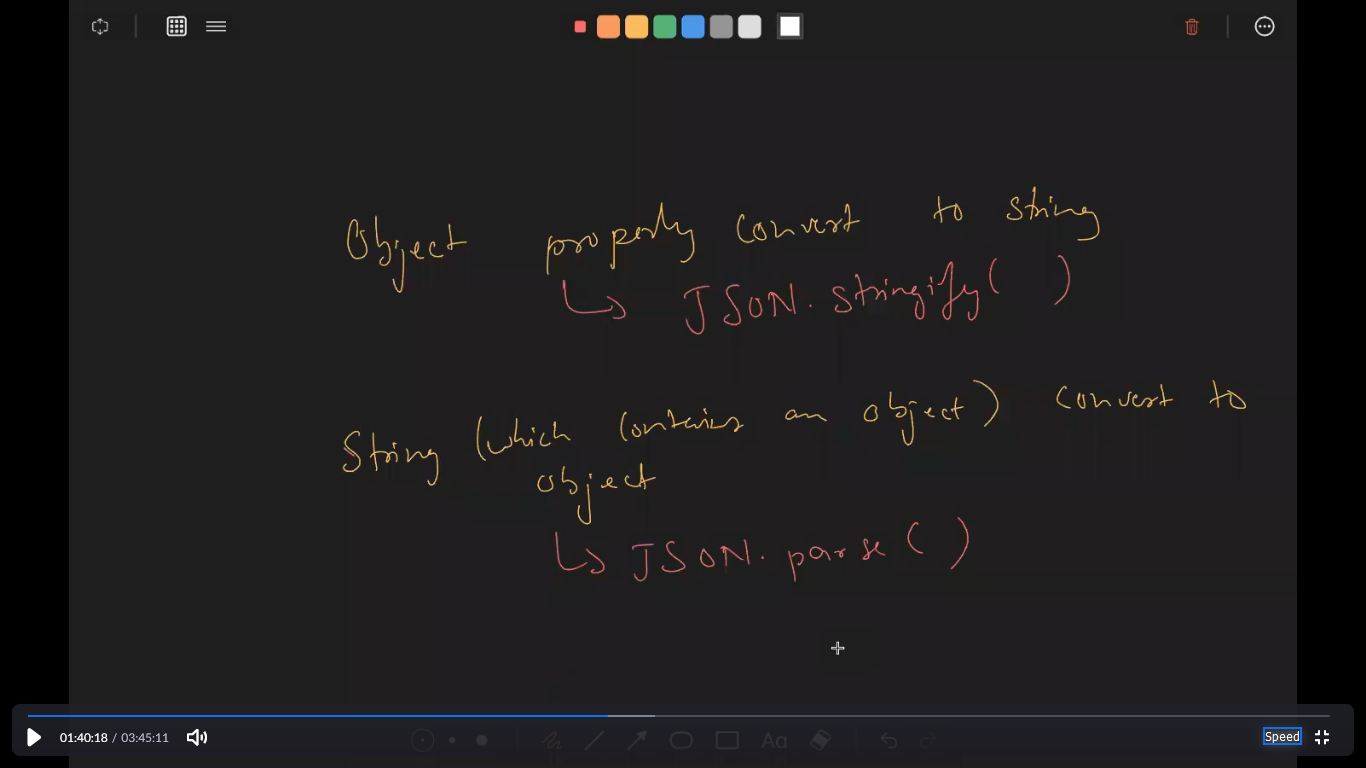 Object properly convert to string
↳ JSON.stringify( )
String (which contains an object) convert to
object
↳ JSON.parse( )
01:40:18 / 03:45:11
Speed
Aa